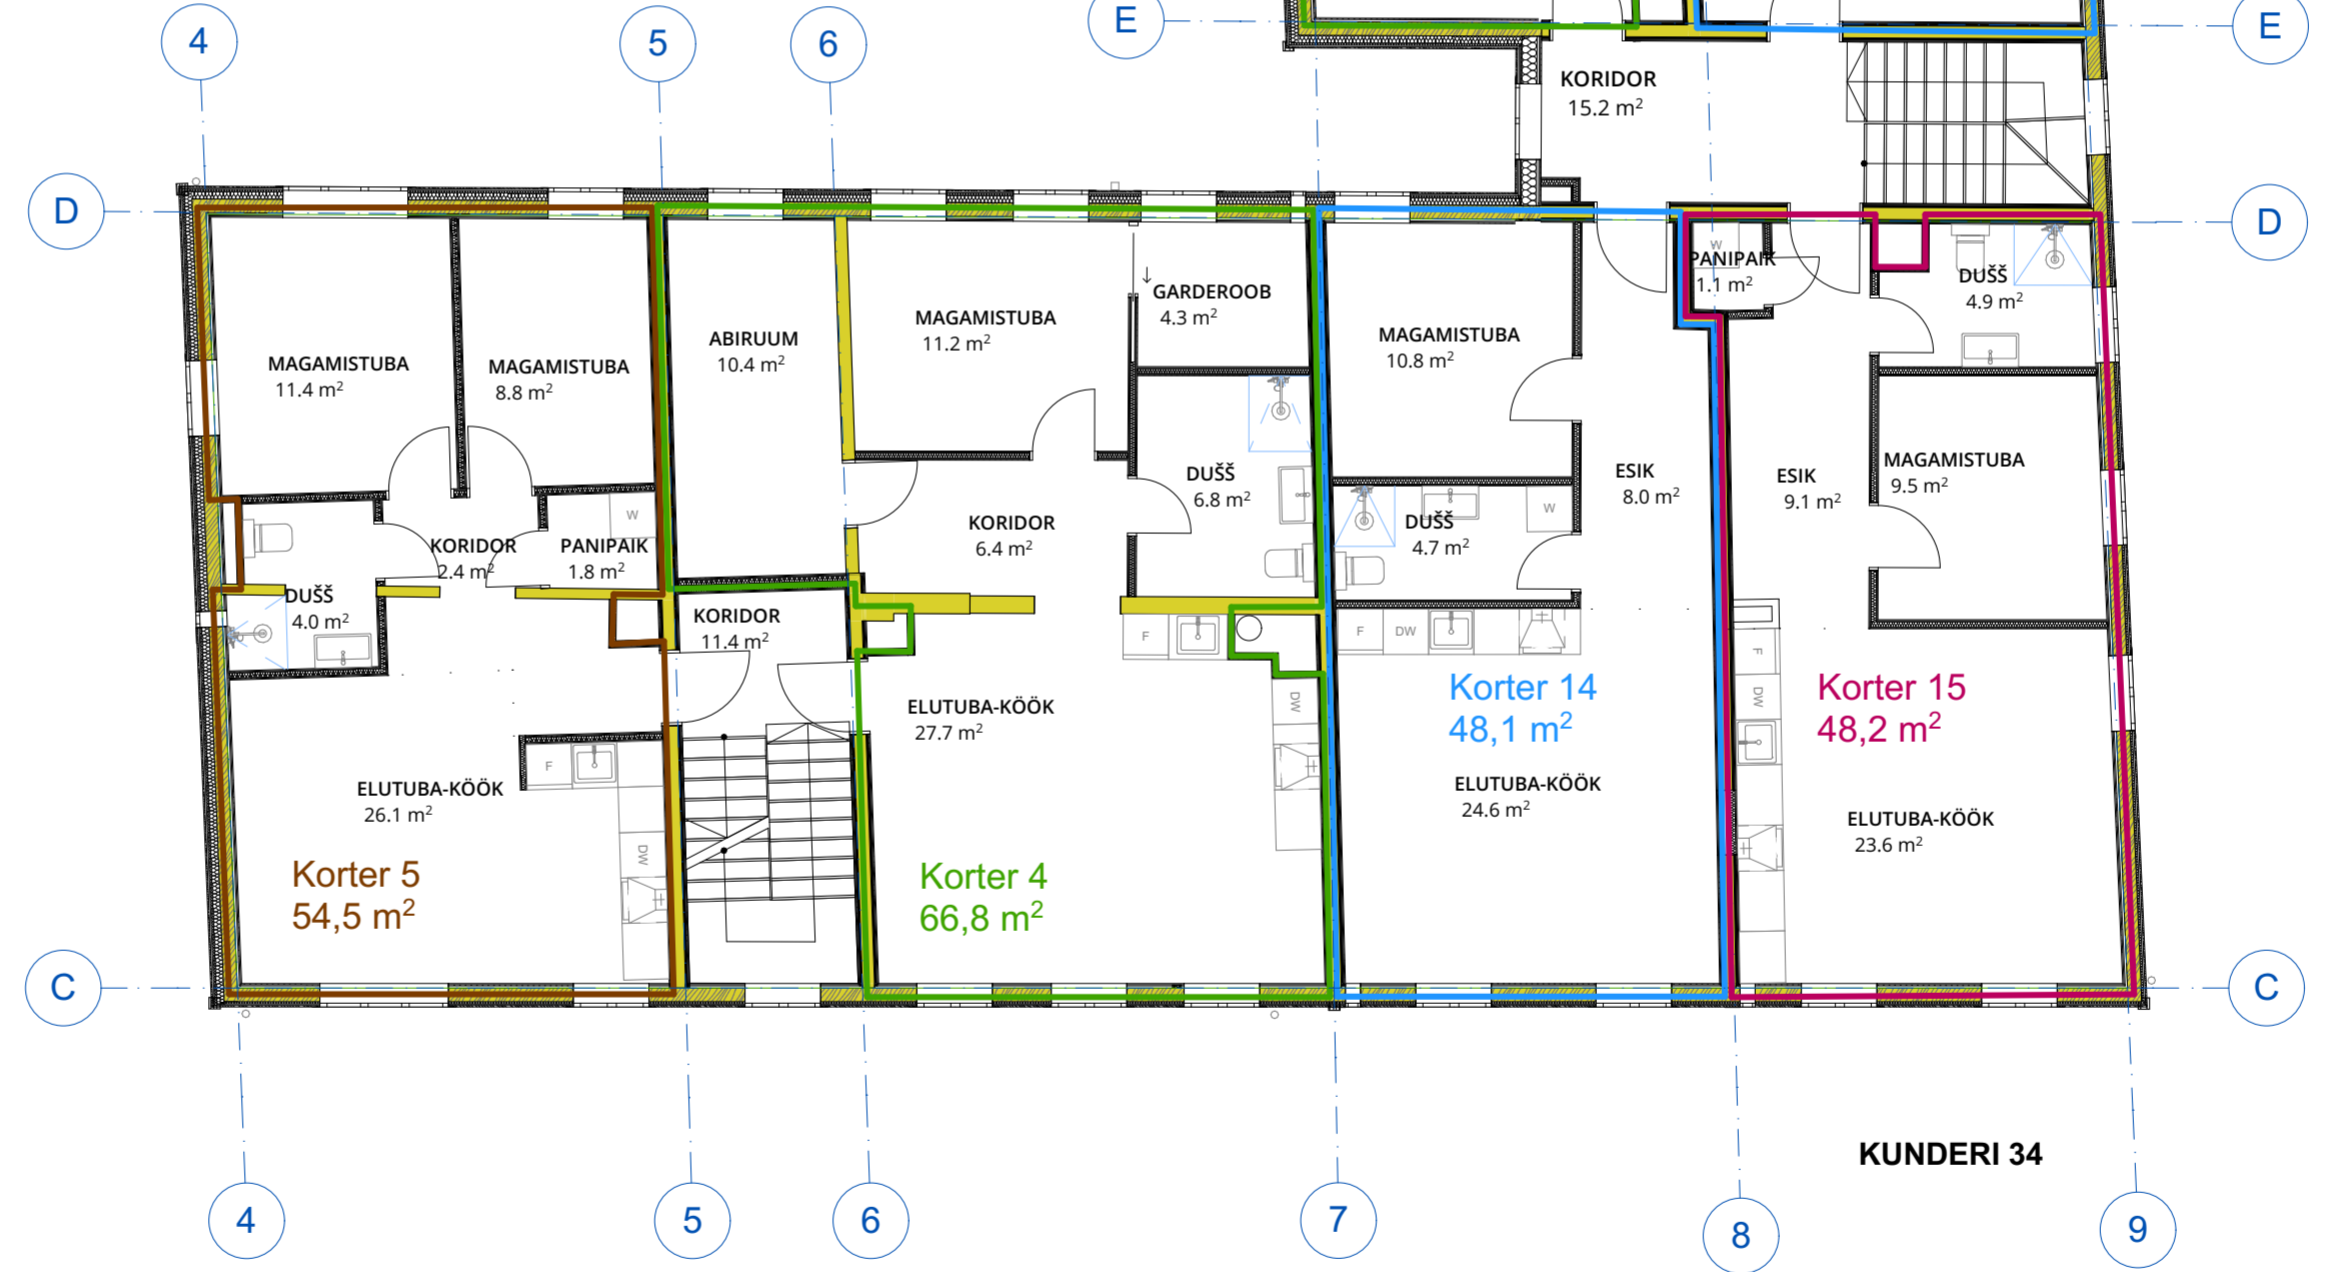 4
5
6
E
E
KORIDOR
15.2 m²
D
D
W
PANIPAIK
1.1 m²
DUŠŠ
4.9 m²
GARDEROOB
4.3 m²
MAGAMISTUBA
11.2 m²
ABIRUUM
10.4 m²
MAGAMISTUBA
10.8 m²
MAGAMISTUBA
11.4 m²
MAGAMISTUBA
8.8 m²
DUŠŠ
6.8 m²
ESIK
8.0 m²
ESIK
9.1 m²
MAGAMISTUBA
9.5 m²
W
W
KORIDOR
6.4 m²
DUŠŠ
4.7 m²
KORIDOR
2.4 m²
PANIPAIK
1.8 m²
DUŠŠ
4.0 m²
KORIDOR
11.4 m²
F
F
DW
F
DW
DW
Korter 14
48,1 m²
Korter 15
48,2 m²
ELUTUBA-KÖÖK
27.7 m²
F
ELUTUBA-KÖÖK
26.1 m²
ELUTUBA-KÖÖK
24.6 m²
ELUTUBA-KÖÖK
23.6 m²
DW
Korter 5
54,5 m²
Korter 4
66,8 m²
C
C
KUNDERI 34
4
5
6
7
8
9